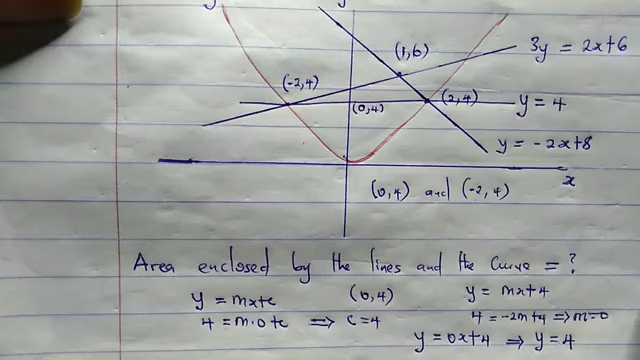 y
y
(1,6)
3y = 2x+6
(-2,4)
(0,4)
(2,4)
y = 4
y = -2x+8
x
(0,4) and (-2,4)
Area enclosed by the lines and the curve = ?
y = mx+c (0,4) y = mx+4
4 = m.0+c ⟹ c=4 4 = -2m+4 ⟹ m=0
y = 0x+4 ⟹ y = 4